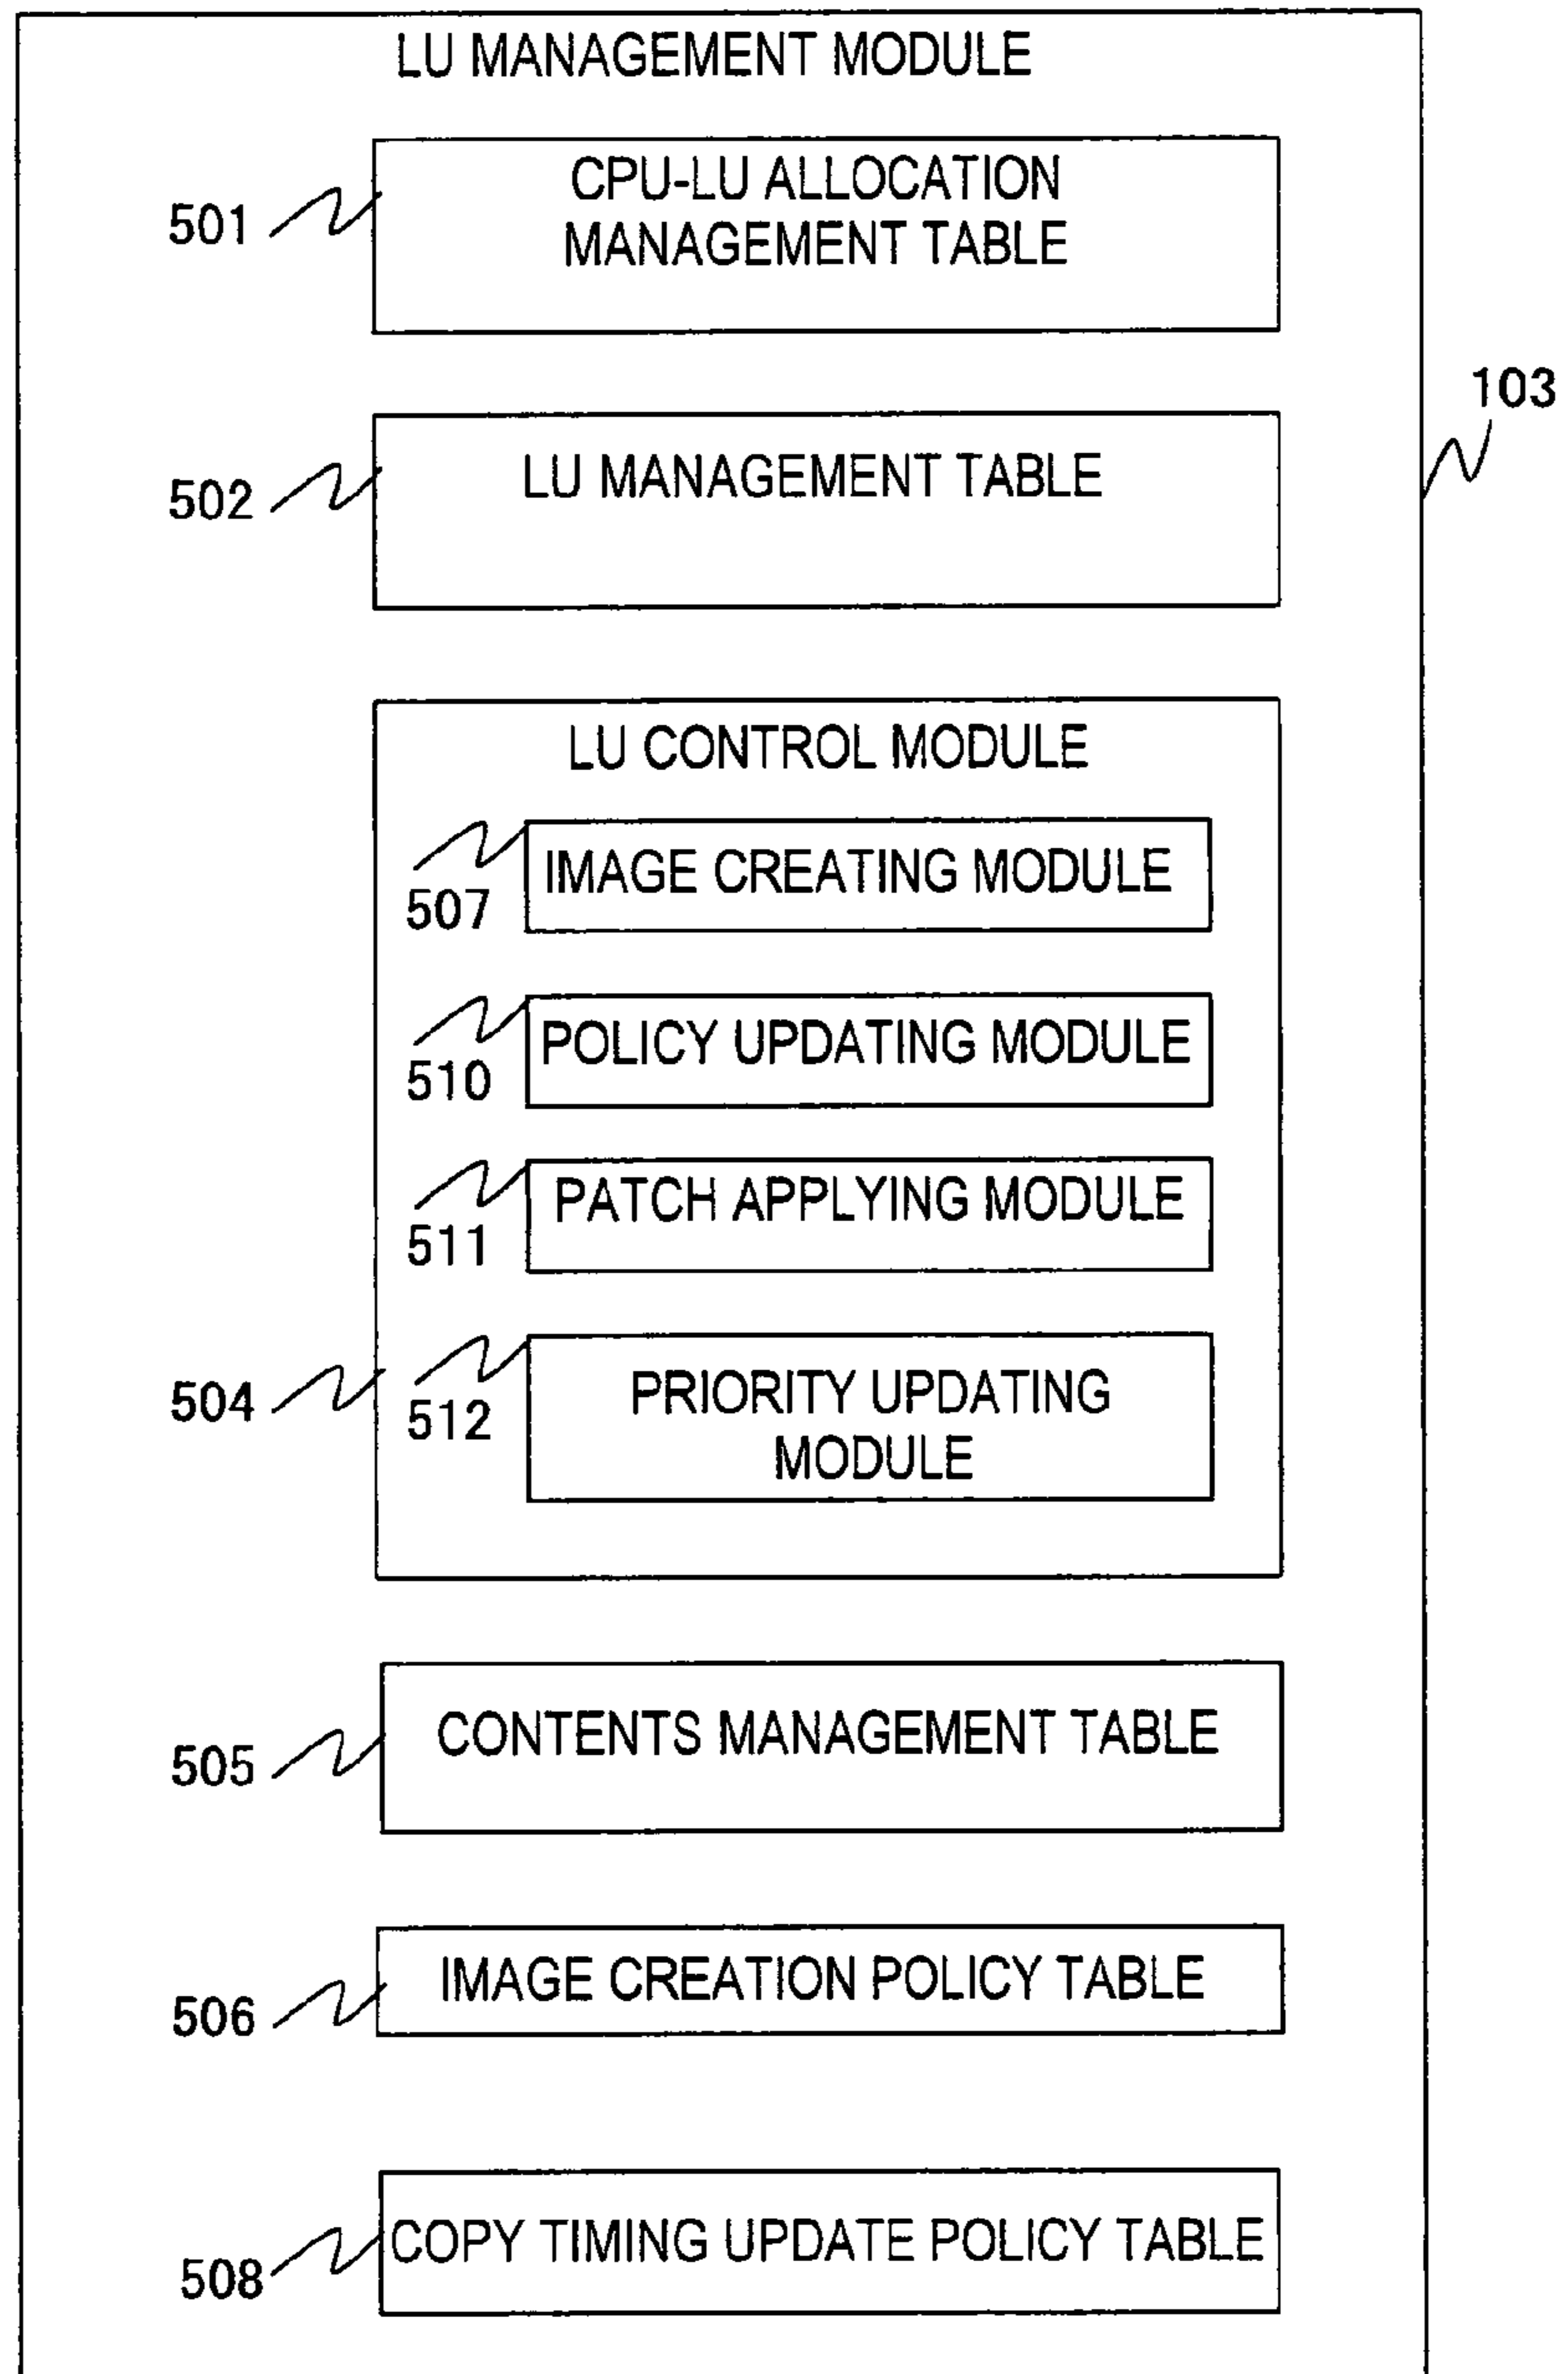 LU MANAGEMENT MODULE
CPU-LU ALLOCATION
MANAGEMENT TABLE
501
103
LU MANAGEMENT TABLE
502
LU CONTROL MODULE
IMAGE CREATING MODULE
507
POLICY UPDATING MODULE
510
PATCH APPLYING MODULE
511
PRIORITY UPDATING
MODULE
512
504
CONTENTS MANAGEMENT TABLE
505
IMAGE CREATION POLICY TABLE
506
COPY TIMING UPDATE POLICY TABLE
508